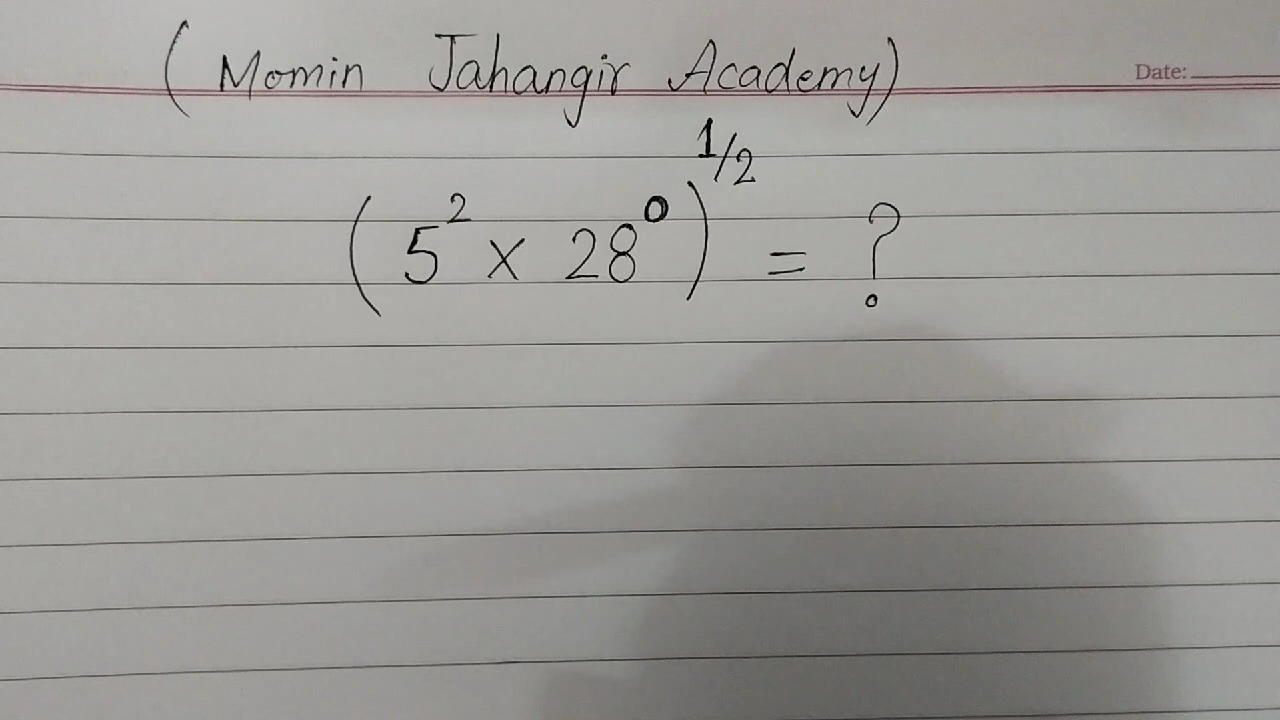 (Momin Jahangir Academy)
Date:
(5² × 28⁰)^1/2 = ?